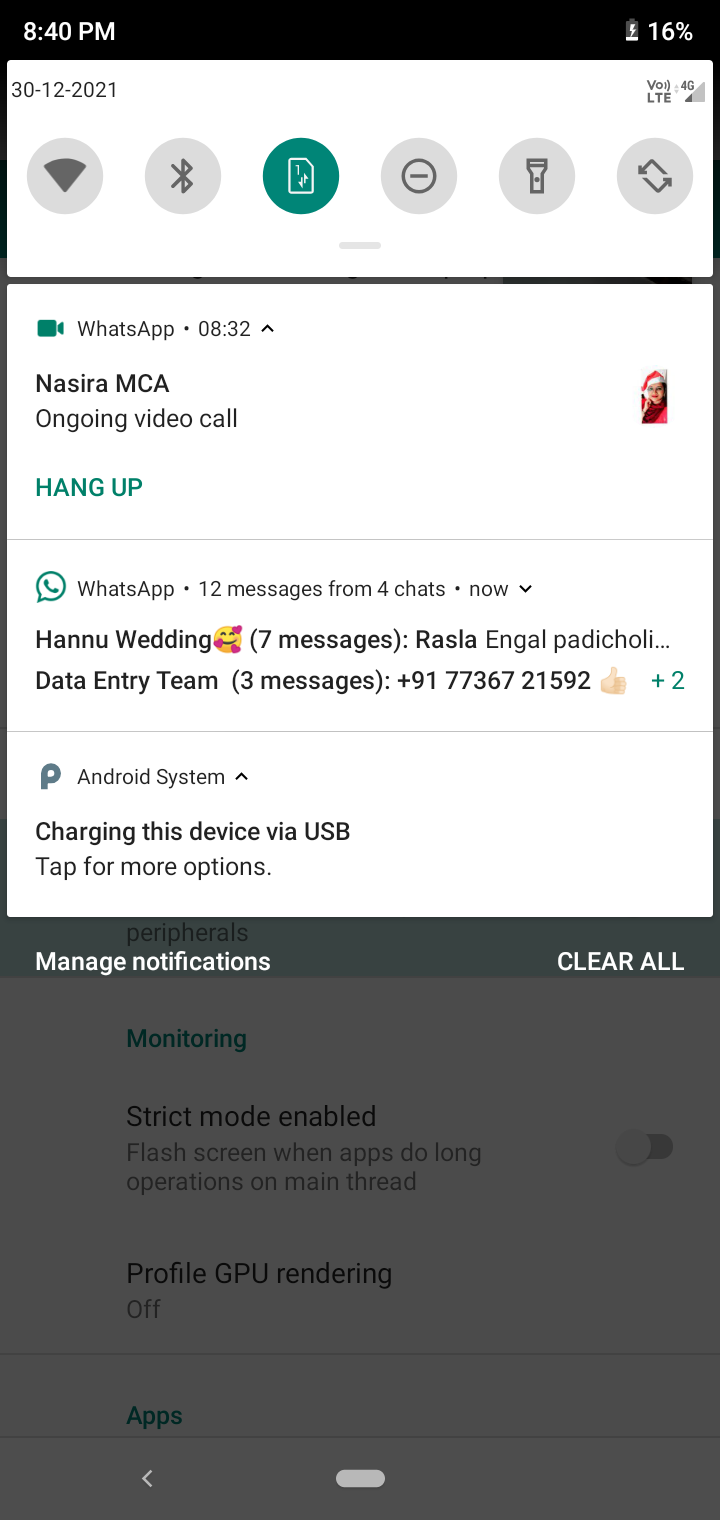 8:40 PM 16%
30-12-2021 Vo)) LTE 4G
1
WhatsApp • 08:32
Nasira MCA
Ongoing video call
HANG UP
WhatsApp • 12 messages from 4 chats • now
Hannu Wedding🥰 (7 messages): Rasla Engal padicholi...
Data Entry Team (3 messages): +91 77367 21592 👍🏻 + 2
Android System
Charging this device via USB
Tap for more options.
peripherals
Manage notifications CLEAR ALL
Monitoring
Strict mode enabled
Flash screen when apps do long
operations on main thread
Profile GPU rendering
Off
Apps